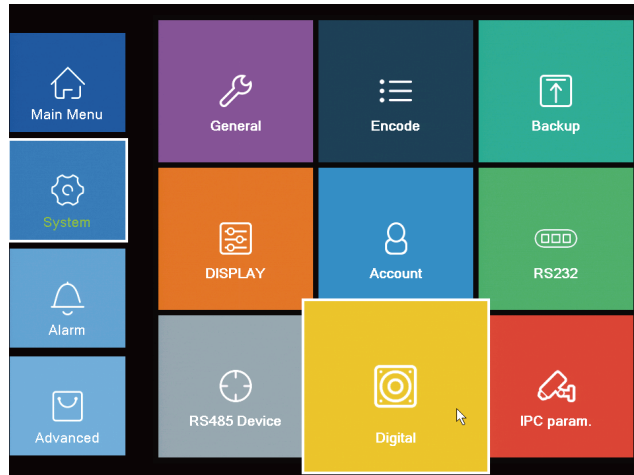 Main Menu
System
Alarm
Advanced
General
Encode
Backup
DISPLAY
Account
RS232
RS485 Device
Digital
IPC param.